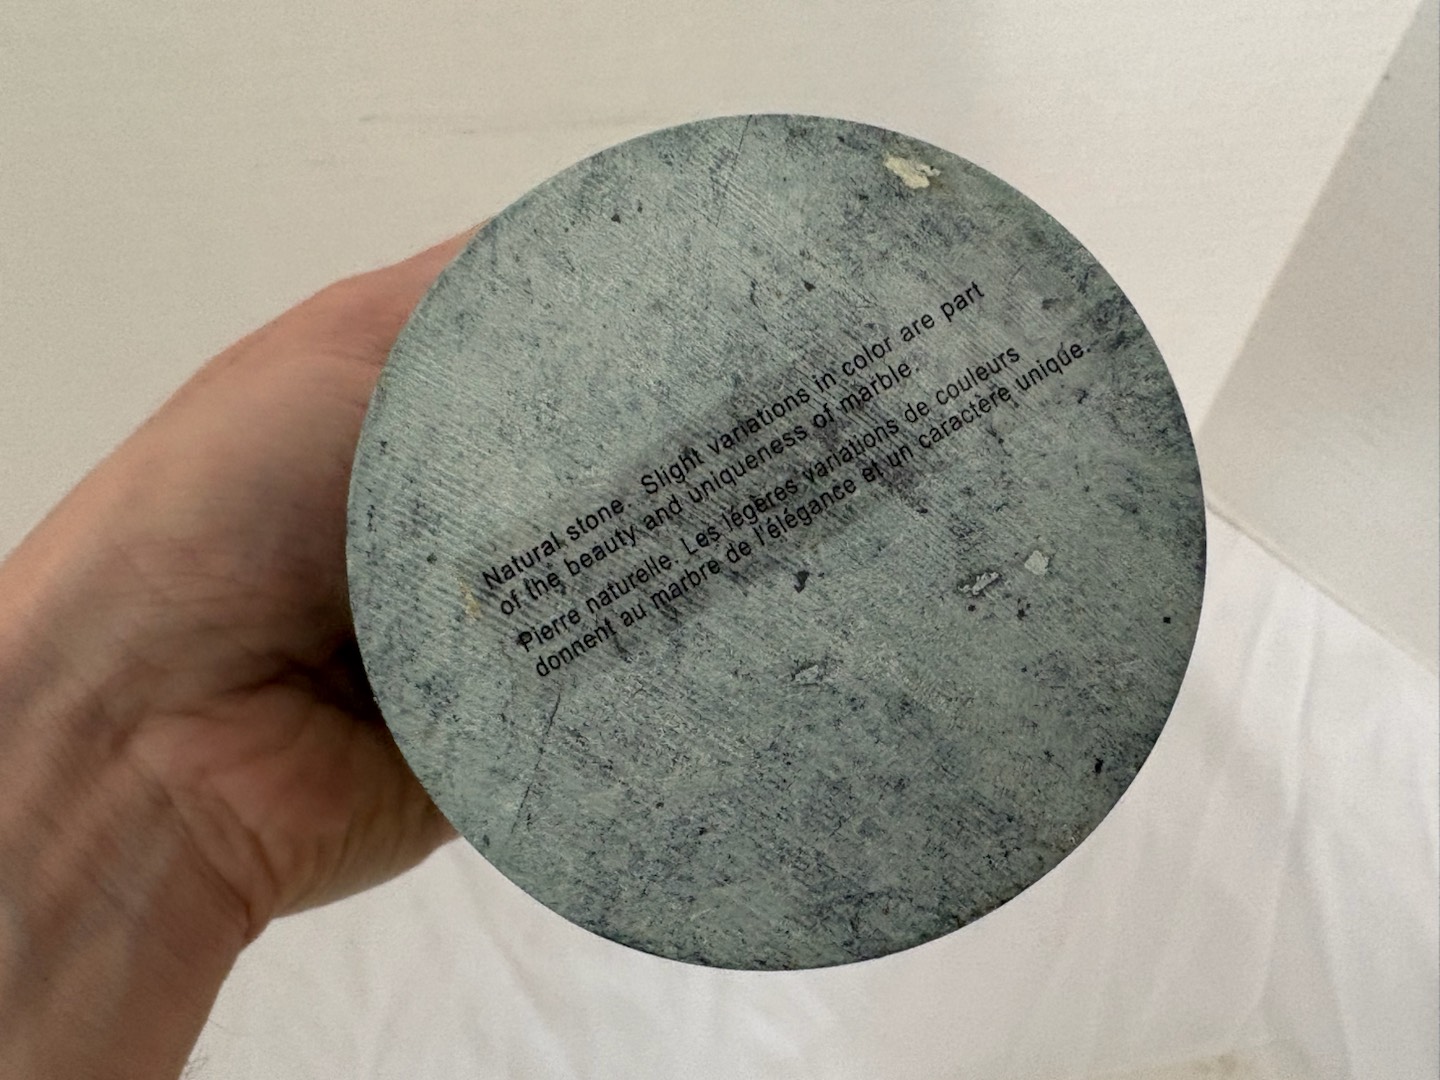 Natural stone. Slight variations in color are part
of the beauty and uniqueness of marble.
Pierre naturelle. Les légères variations de couleurs
donnent au marbre de l'élégance et un caractère unique.